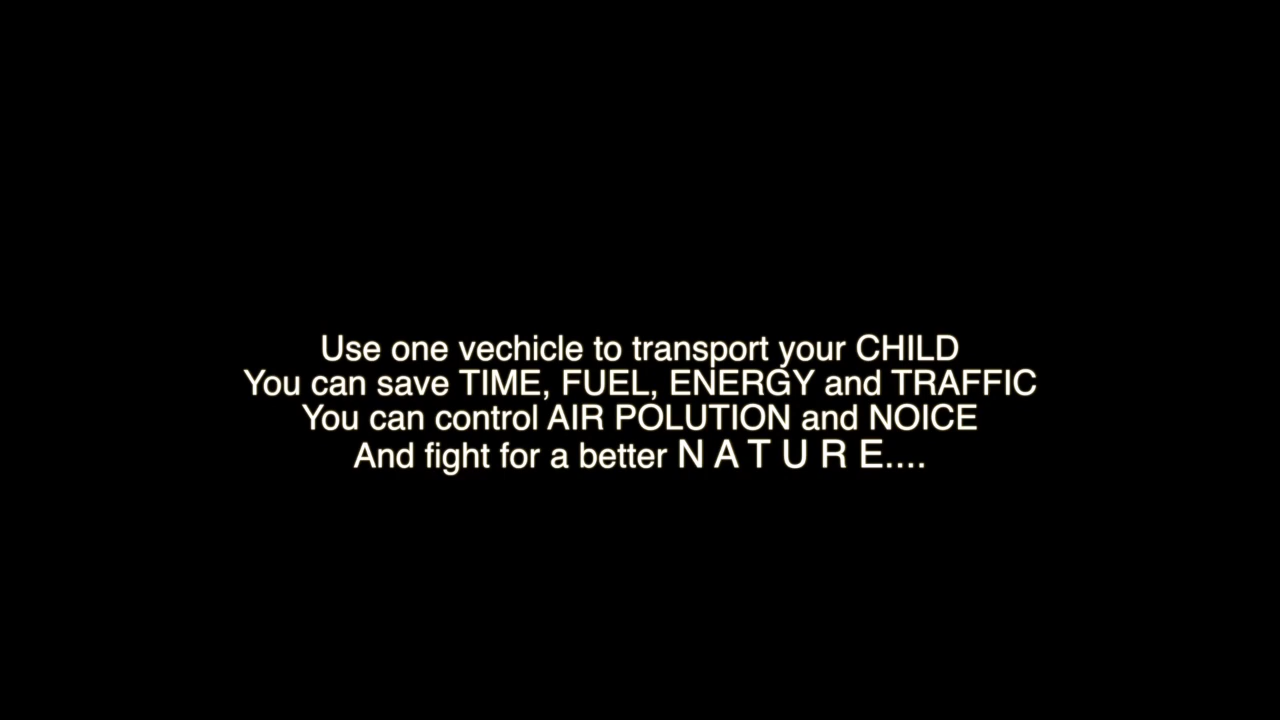 Use one vechicle to transport your CHILD
You can save TIME, FUEL, ENERGY and TRAFFIC
You can control AIR POLUTION and NOICE
And fight for a better N A T U R E....